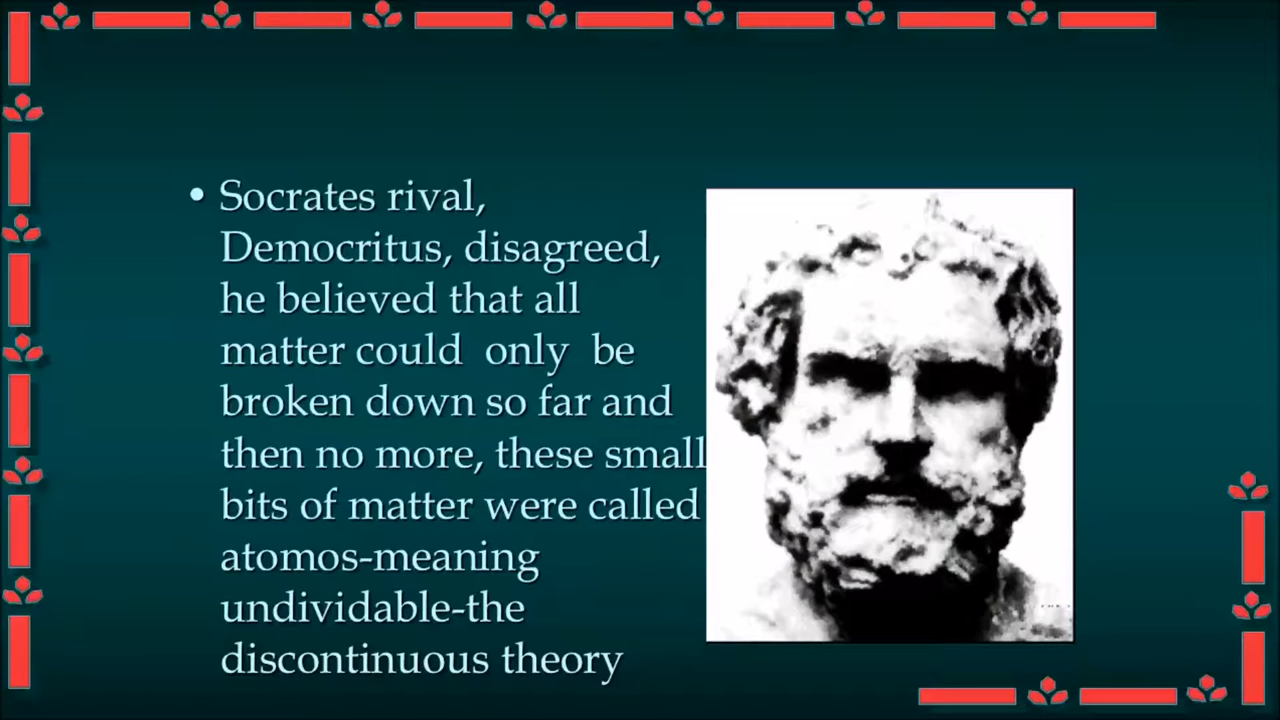 • Socrates rival,
Democritus, disagreed,
he believed that all
matter could only be
broken down so far and
then no more, these small
bits of matter were called
atomos-meaning
undividable-the
discontinuous theory